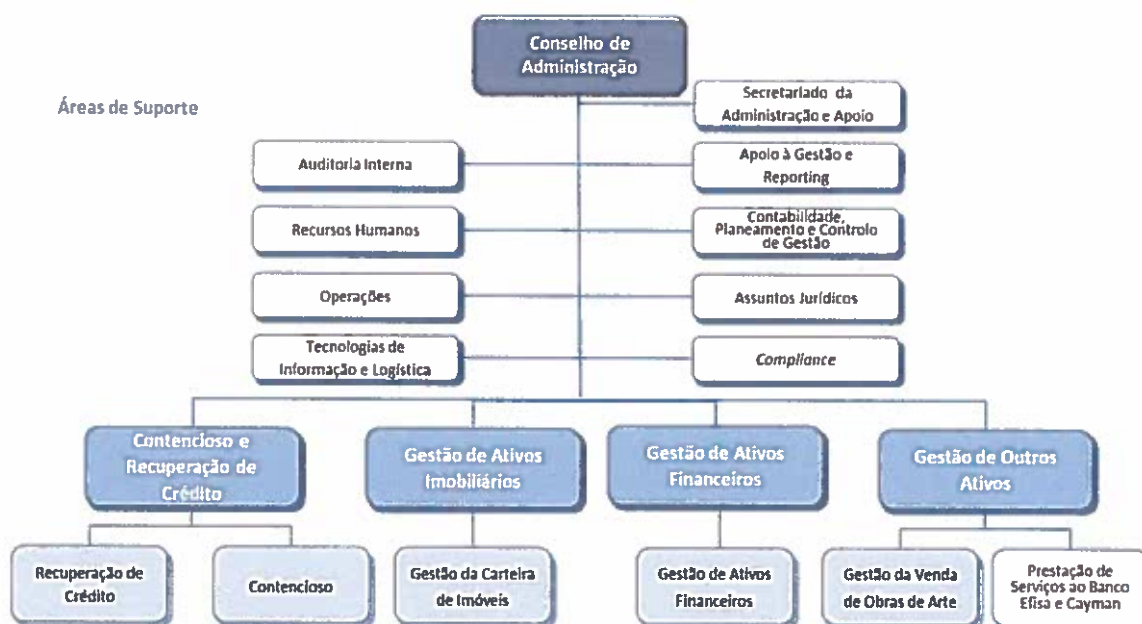 Conselho de
Administração
Áreas de Suporte
Secretariado da
Administração e Apoio
Auditoria Interna
Apoio à Gestão e
Reporting
Recursos Humanos
Contabilidade,
Planeamento e Controlo
de Gestão
Operações
Assuntos Jurídicos
Tecnologias de
Informação e Logística
Compliance
Contencioso e
Recuperação de
Crédito
Gestão de Ativos
Imobiliários
Gestão de Ativos
Financeiros
Gestão de Outros
Ativos
Recuperação de
Crédito
Contencioso
Gestão da Carteira
de Imóveis
Gestão de Ativos
Financeiros
Gestão da Venda
de Obras de Arte
Prestação de
Serviços ao Banco
Efisa e Cayman